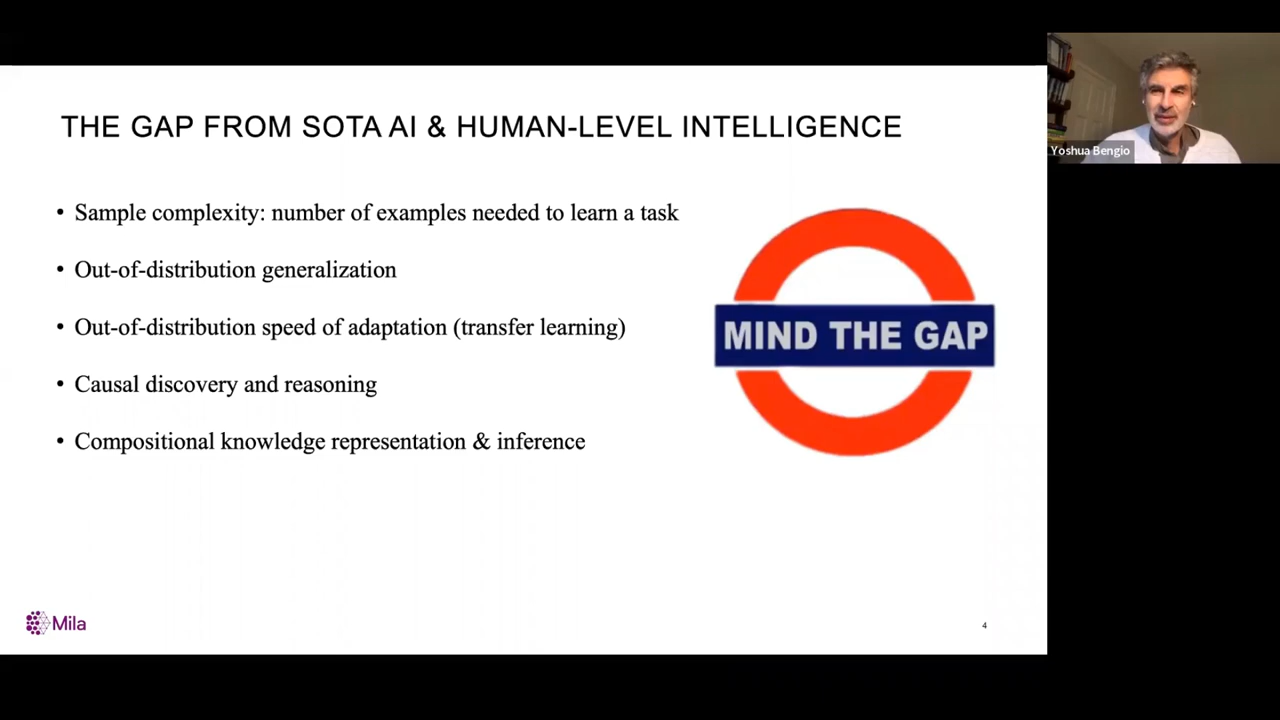 THE GAP FROM SOTA AI & HUMAN-LEVEL INTELLIGENCE
• Sample complexity: number of examples needed to learn a task
• Out-of-distribution generalization
• Out-of-distribution speed of adaptation (transfer learning)
• Causal discovery and reasoning
• Compositional knowledge representation & inference
MIND THE GAP
Mila
4
Yoshua Bengio